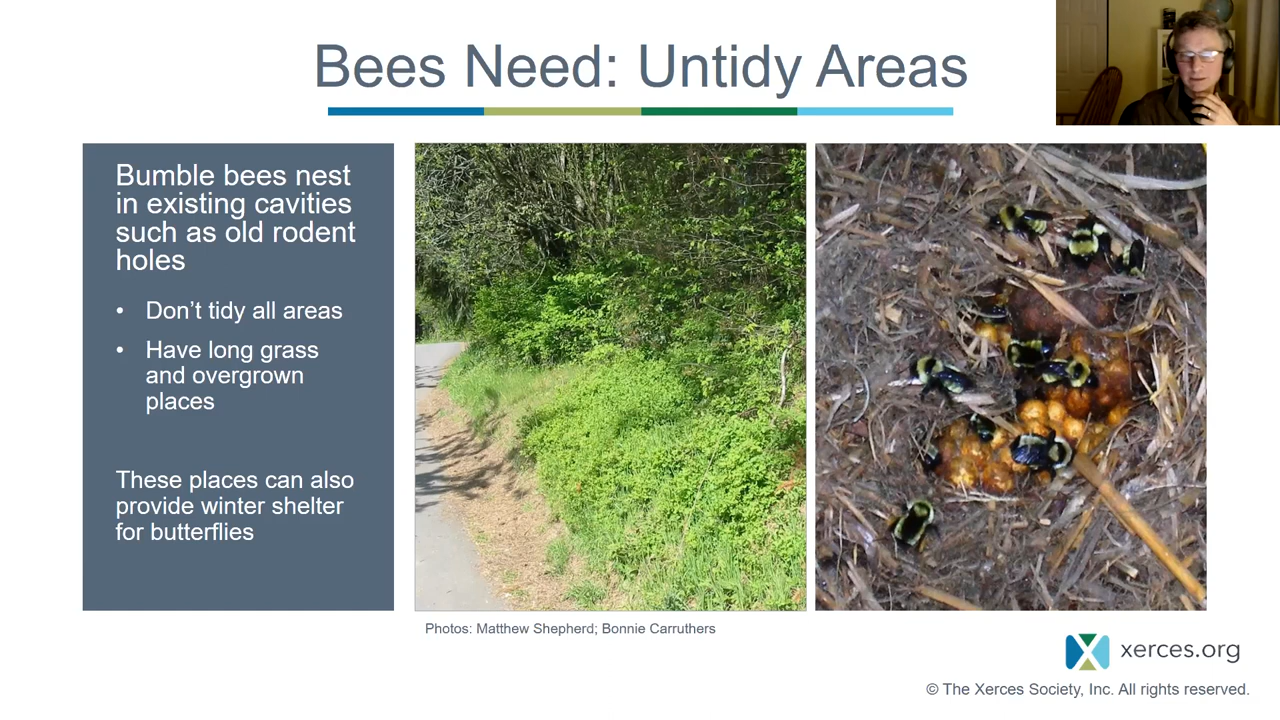 Bees Need: Untidy Areas
Bumble bees nest
in existing cavities
such as old rodent
holes
• Don’t tidy all areas
• Have long grass
and overgrown
places
These places can also
provide winter shelter
for butterflies
Photos: Matthew Shepherd; Bonnie Carruthers
xerces.org
© The Xerces Society, Inc. All rights reserved.